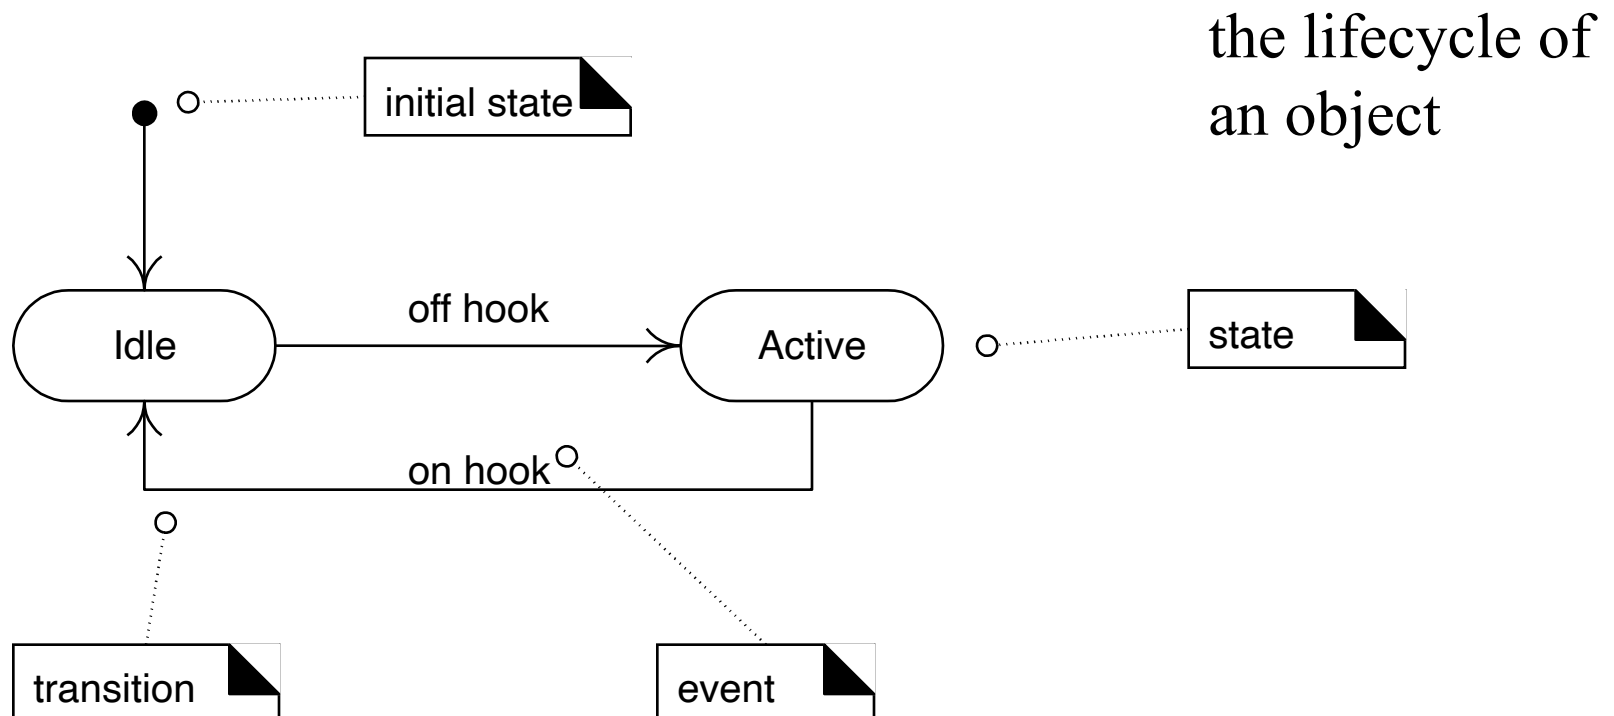 the lifecycle of
an object
initial state
off hook
Idle
Active
state
on hook
transition
event